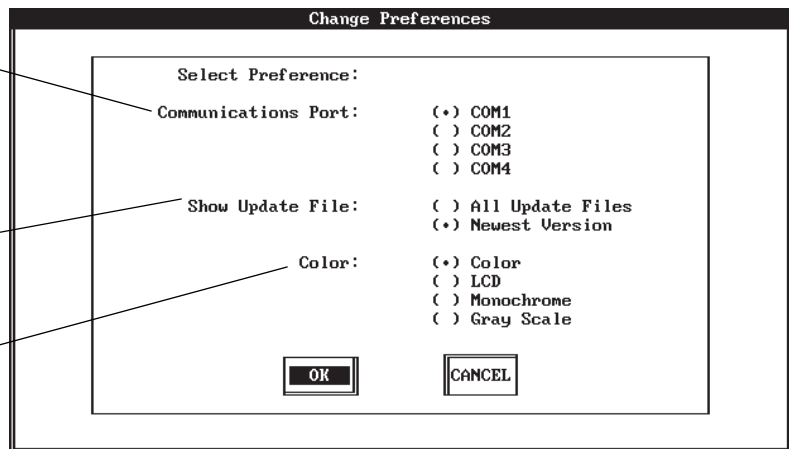 Change Preferences
Select Preference:
Communications Port: (•) COM1
( ) COM2
( ) COM3
( ) COM4
Show Update File: ( ) All Update Files
(•) Newest Version
Color: (•) Color
( ) LCD
( ) Monochrome
( ) Gray Scale
OK CANCEL